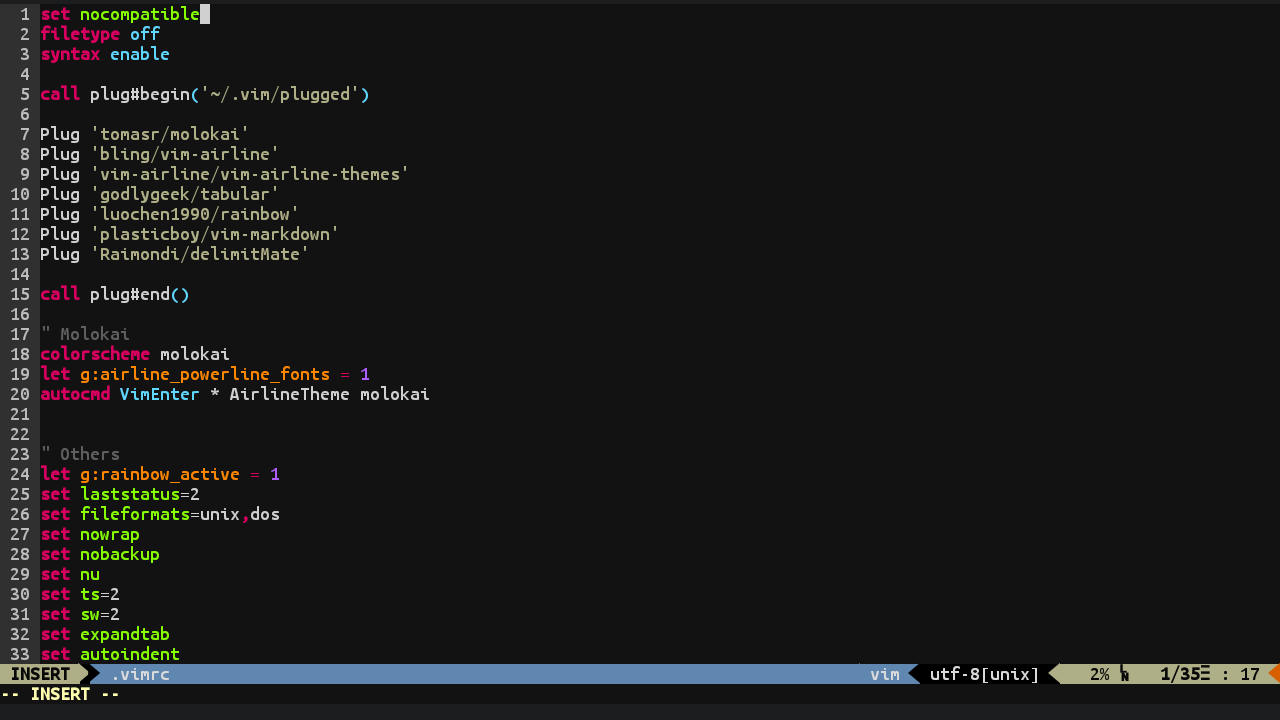 1 set nocompatible
2 filetype off
3 syntax enable
4
5 call plug#begin('~/.vim/plugged')
6
7 Plug 'tomasr/molokai'
8 Plug 'bling/vim-airline'
9 Plug 'vim-airline/vim-airline-themes'
10 Plug 'godlygeek/tabular'
11 Plug 'luochen1990/rainbow'
12 Plug 'plasticboy/vim-markdown'
13 Plug 'Raimondi/delimitMate'
14
15 call plug#end()
16
17 " Molokai
18 colorscheme molokai
19 let g:airline_powerline_fonts = 1
20 autocmd VimEnter * AirlineTheme molokai
21
22
23 " Others
24 let g:rainbow_active = 1
25 set laststatus=2
26 set fileformats=unix,dos
27 set nowrap
28 set nobackup
29 set nu
30 set ts=2
31 set sw=2
32 set expandtab
33 set autoindent
INSERT .vimrc vim utf-8[unix] 2% ␤ 1/35☰ : 17
-- INSERT --